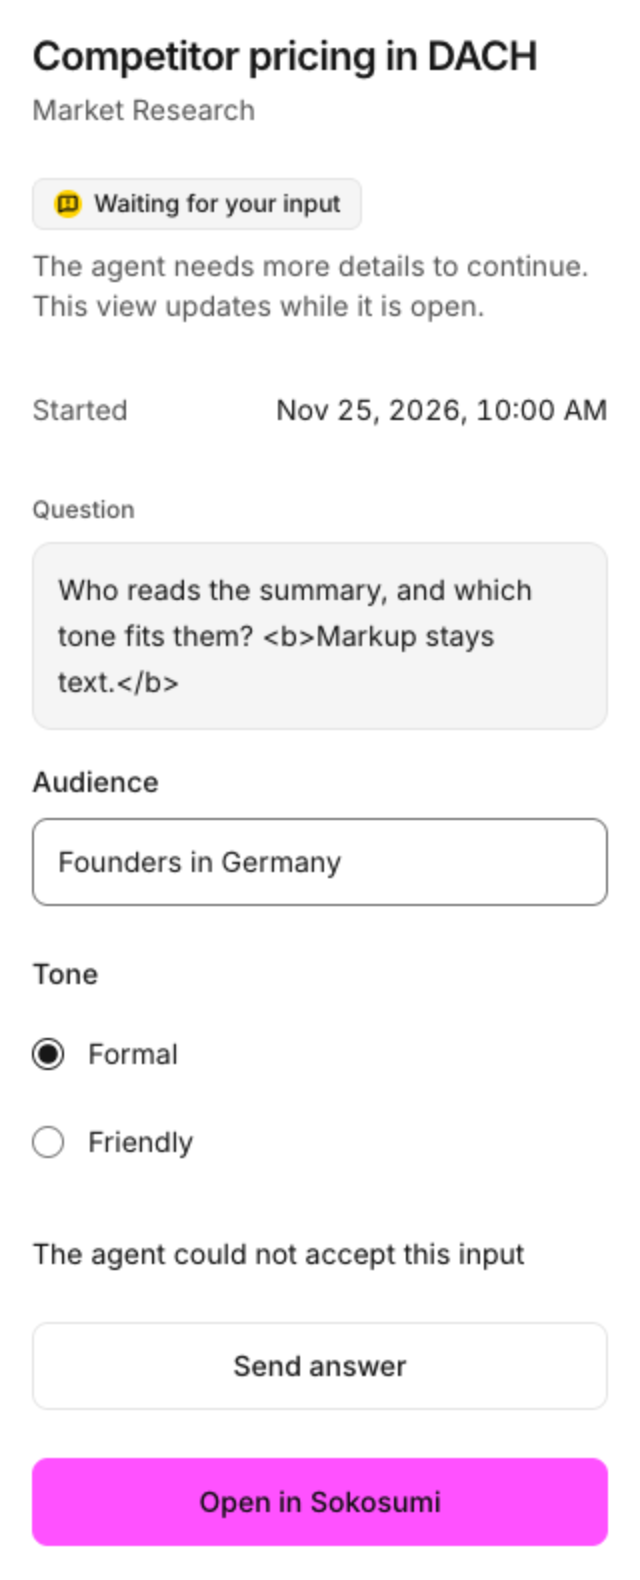 Competitor pricing in DACH
Market Research
Waiting for your input
The agent needs more details to continue.
This view updates while it is open.
Started Nov 25, 2026, 10:00 AM
Question
Who reads the summary, and which
tone fits them? <b>Markup stays
text.</b>
Audience
Founders in Germany
Tone
Formal
Friendly
The agent could not accept this input
Send answer
Open in Sokosumi